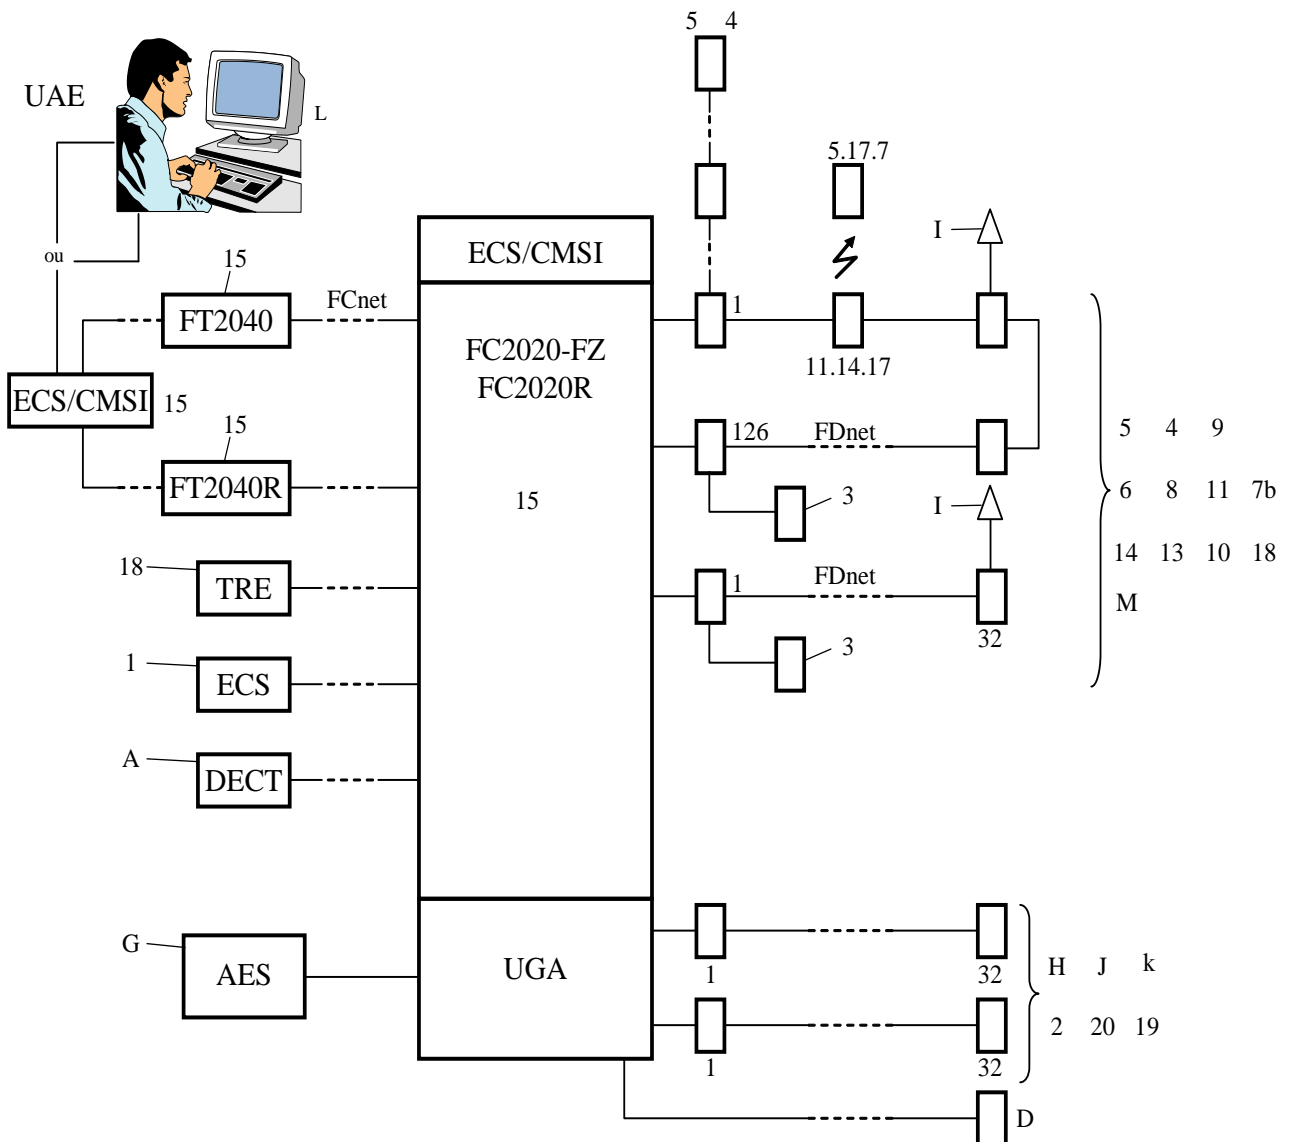 5 4
UAE
L
5.17.7
I
ECS/CMSI
ou
15
FCnet
FT2040
1
FC2020-FZ
FC2020R
11.14.17
ECS/CMSI
15
15
126
FDnet
5 4 9
FT2040R
15
3
I
6 8 11 7b
18
TRE
1
FDnet
14 13 10 18
M
32
3
1
ECS
A
DECT
G
AES
UGA
1
32
H J k
2 20 19
1
32
D